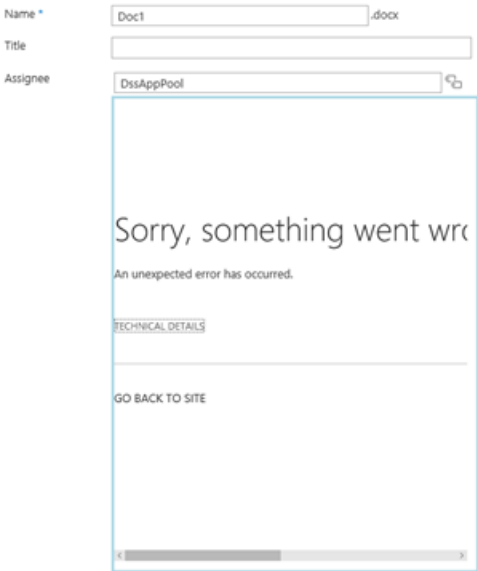 Name * Doc1 .docx
Title
Assignee DssAppPool
Sorry, something went wro
An unexpected error has occurred.
TECHNICAL DETAILS
GO BACK TO SITE